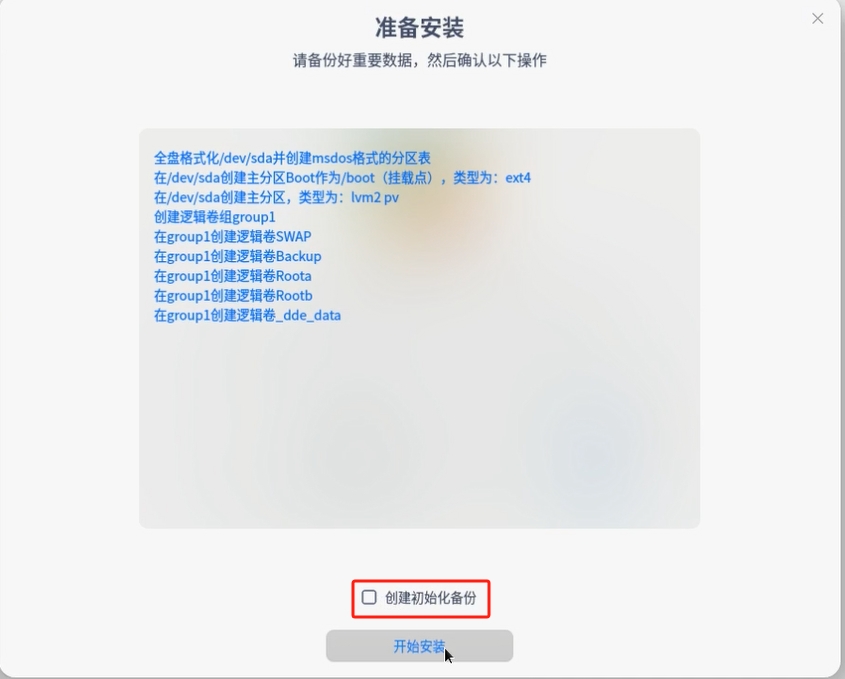 准备安装
请备份好重要数据，然后确认以下操作
全盘格式化/dev/sda并创建msdos格式的分区表
在/dev/sda创建主分区Boot作为/boot（挂载点），类型为：ext4
在/dev/sda创建主分区，类型为：lvm2 pv
创建逻辑卷组group1
在group1创建逻辑卷SWAP
在group1创建逻辑卷Backup
在group1创建逻辑卷Roota
在group1创建逻辑卷Rootb
在group1创建逻辑卷_dde_data
创建初始化备份
开始安装